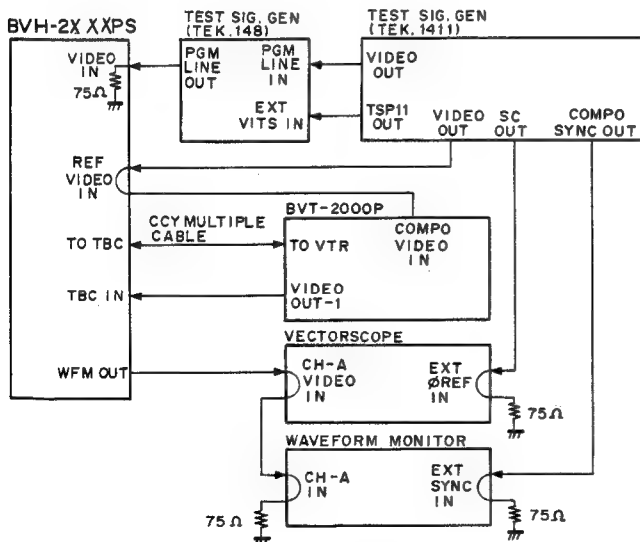 BVH-2X XXPS
TEST SIG. GEN
(TEK. 148)
TEST SIG. GEN
(TEK. 1411)
VIDEO
IN
75Ω
PGM
LINE
OUT
PGM
LINE
IN
EXT
VITS IN
VIDEO
OUT
TSP11
OUT
VIDEO
OUT
SC
OUT
COMPO
SYNC OUT
REF
VIDEO
IN
BVT-2000P
CCY MULTIPLE
CABLE
TO TBC
TO VTR
COMPO
VIDEO
IN
TBC IN
VIDEO
OUT-1
VECTORSCOPE
WFM OUT
CH-A
VIDEO
IN
EXT
ØREF
IN
75Ω
WAVEFORM MONITOR
CH-A
IN
EXT
SYNC
IN
75Ω
75Ω